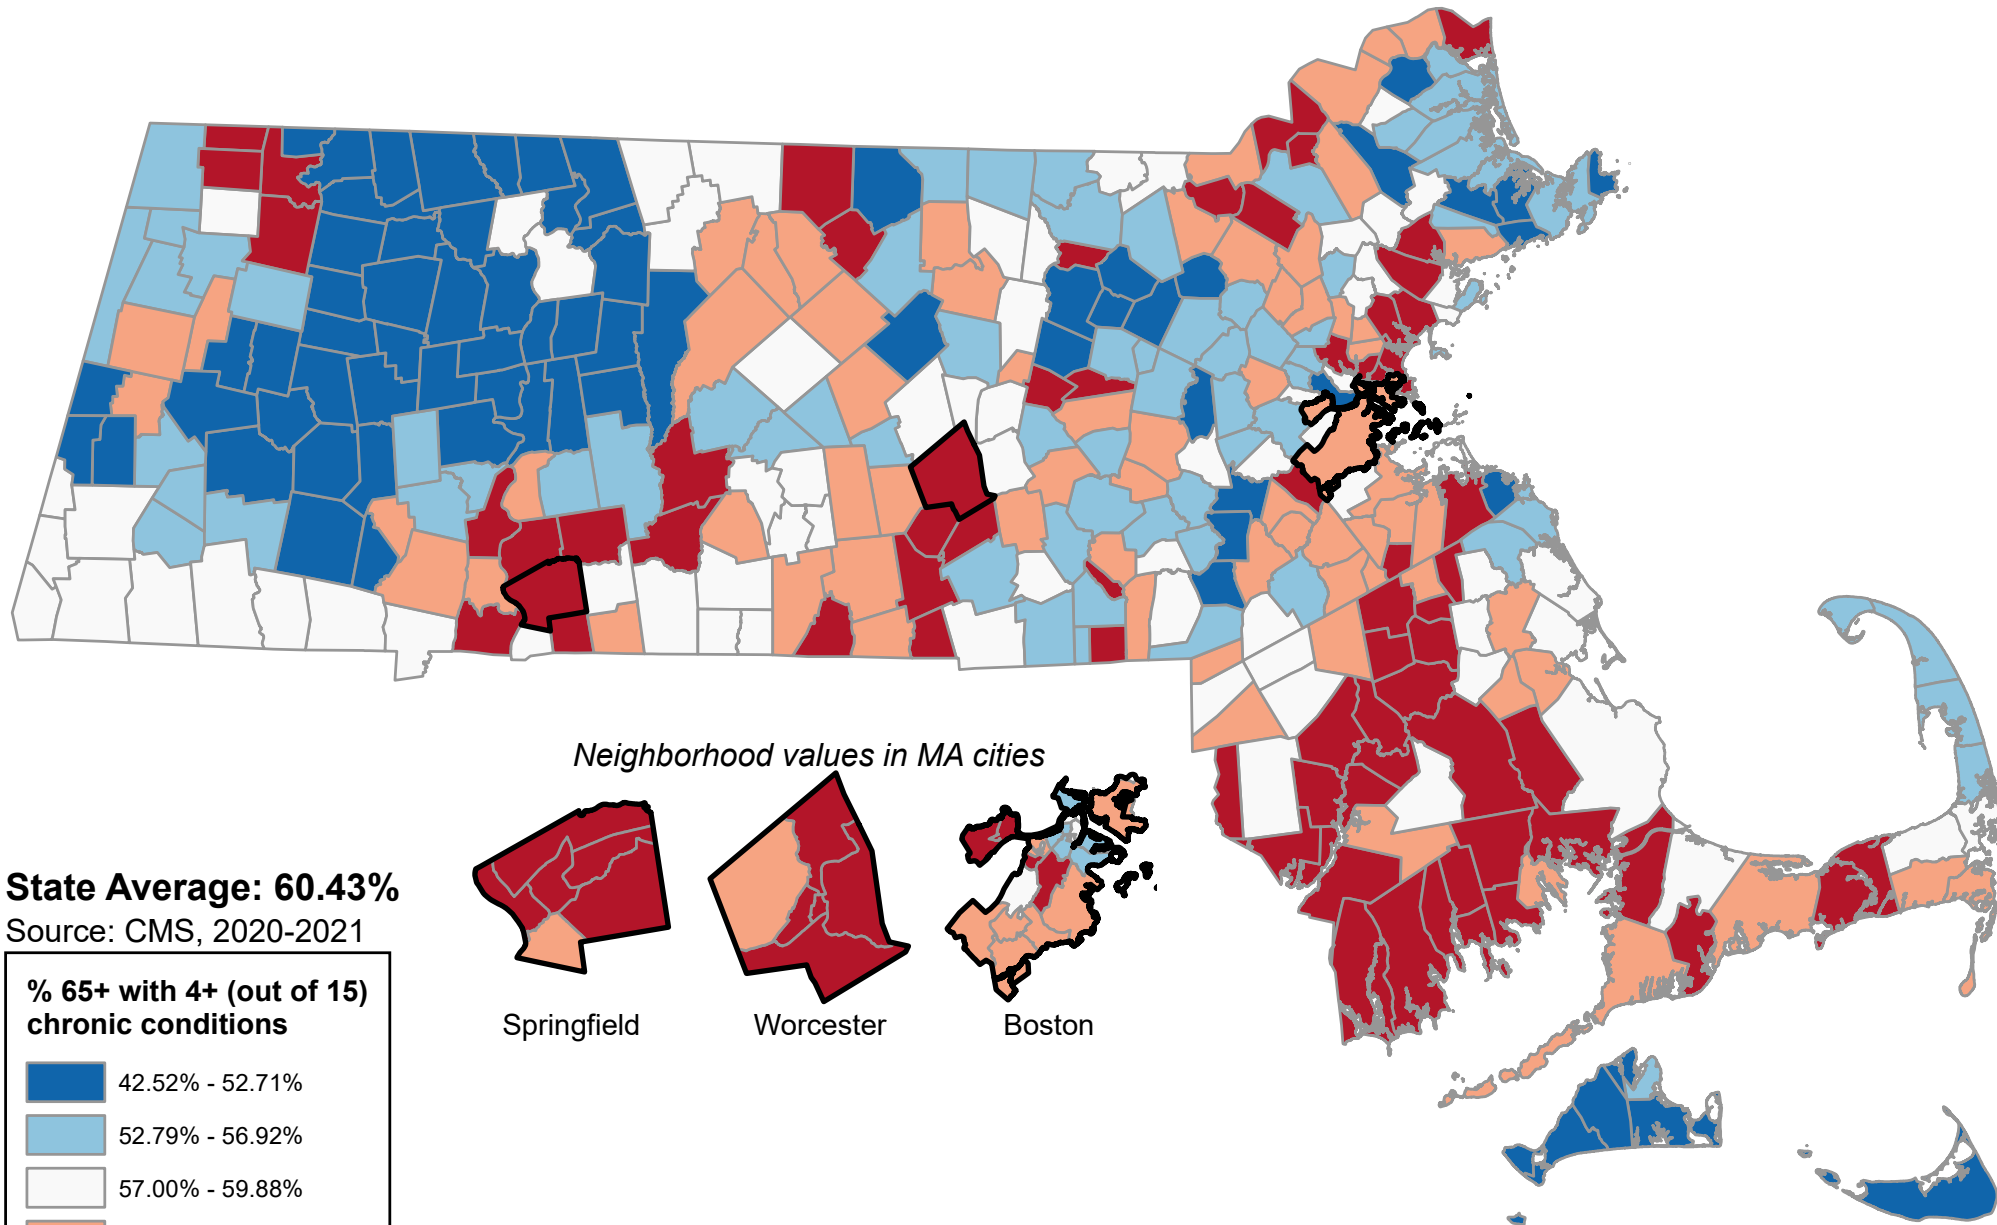 Neighborhood values in MA cities
Springfield
Worcester
Boston
State Average: 60.43%
Source: CMS, 2020-2021
% 65+ with 4+ (out of 15)
chronic conditions
42.52% - 52.71%
52.79% - 56.92%
57.00% - 59.88%